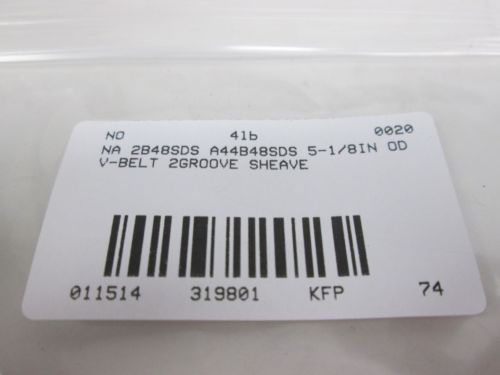 NO 41b 0020
NA 2B48SDS A44B48SDS 5-1/8IN OD
V-BELT 2GROOVE SHEAVE
011514 319801 KFP 74